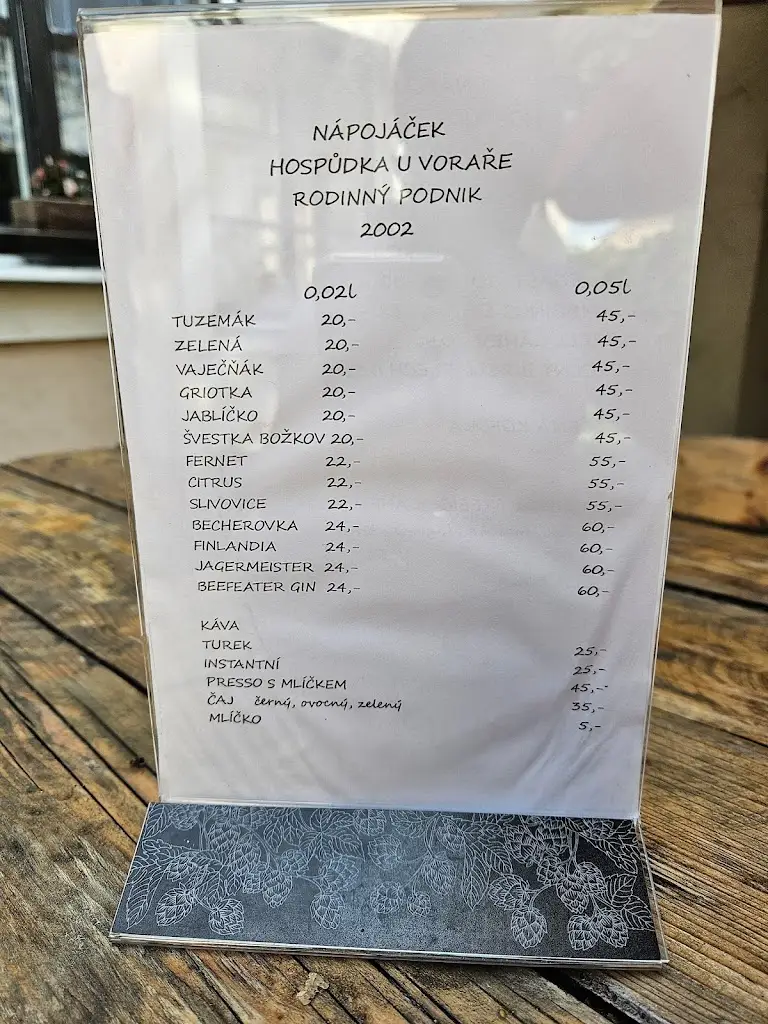 NÁPOJÁČEK
HOSPŮDKA U VORAŘE
RODINNÝ PODNIK
2002
0,02l 0,05l
TUZEMÁK 20,- 45,-
ZELENÁ 20,- 45,-
VAJEČŇÁK 20,- 45,-
GRIOTKA 20,- 45,-
JABLÍČKO 20,- 45,-
ŠVESTKA BOŽKOV 20,- 45,-
FERNET 22,- 55,-
CITRUS 22,- 55,-
SLIVOVICE 22,- 55,-
BECHEROVKA 24,- 60,-
FINLANDIA 24,- 60,-
JAGERMEISTER 24,- 60,-
BEEFEATER GIN 24,- 60,-
KÁVA
TUREK 25,-
INSTANTNÍ 25,-
PRESSO S MLÍČKEM 45,-
ČAJ černý, ovocný, zelený 35,-
MLÍČKO 5,-